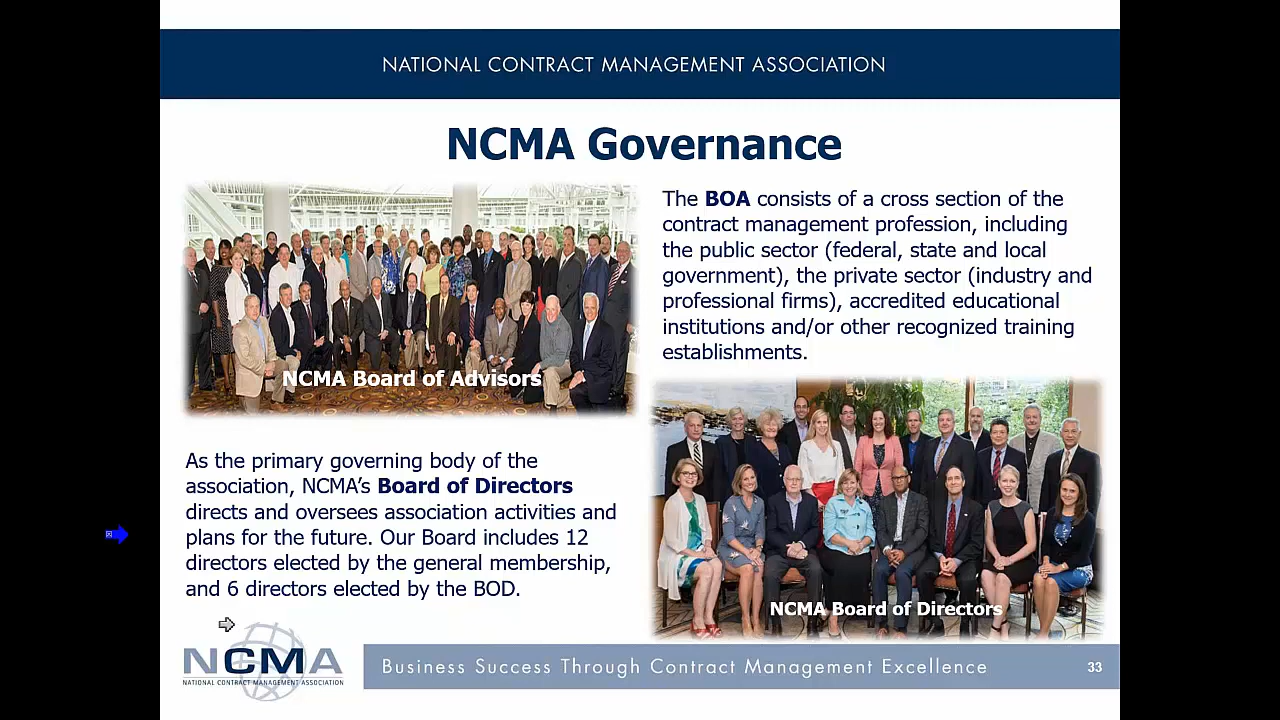 NATIONAL CONTRACT MANAGEMENT ASSOCIATION
NCMA Governance
NCMA Board of Advisors
The BOA consists of a cross section of the
contract management profession, including
the public sector (federal, state and local
government), the private sector (industry and
professional firms), accredited educational
institutions and/or other recognized training
establishments.
As the primary governing body of the
association, NCMA’s Board of Directors
directs and oversees association activities and
plans for the future. Our Board includes 12
directors elected by the general membership,
and 6 directors elected by the BOD.
NCMA Board of Directors
NCMA
NATIONAL CONTRACT MANAGEMENT ASSOCIATION
Business Success Through Contract Management Excellence
33